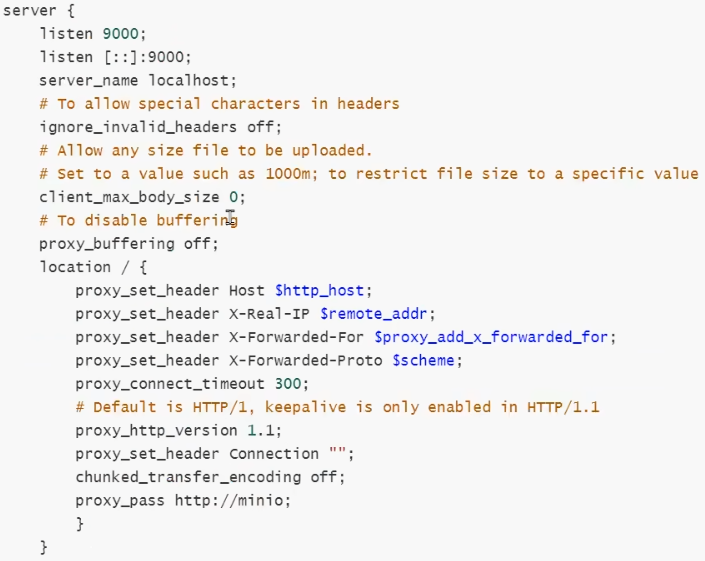 server {
listen 9000;
listen [::]:9000;
server_name localhost;
# To allow special characters in headers
ignore_invalid_headers off;
# Allow any size file to be uploaded.
# Set to a value such as 1000m; to restrict file size to a specific value
client_max_body_size 0;
# To disable buffering
proxy_buffering off;
location / {
proxy_set_header Host $http_host;
proxy_set_header X-Real-IP $remote_addr;
proxy_set_header X-Forwarded-For $proxy_add_x_forwarded_for;
proxy_set_header X-Forwarded-Proto $scheme;
proxy_connect_timeout 300;
# Default is HTTP/1, keepalive is only enabled in HTTP/1.1
proxy_http_version 1.1;
proxy_set_header Connection "";
chunked_transfer_encoding off;
proxy_pass http://minio;
}
}